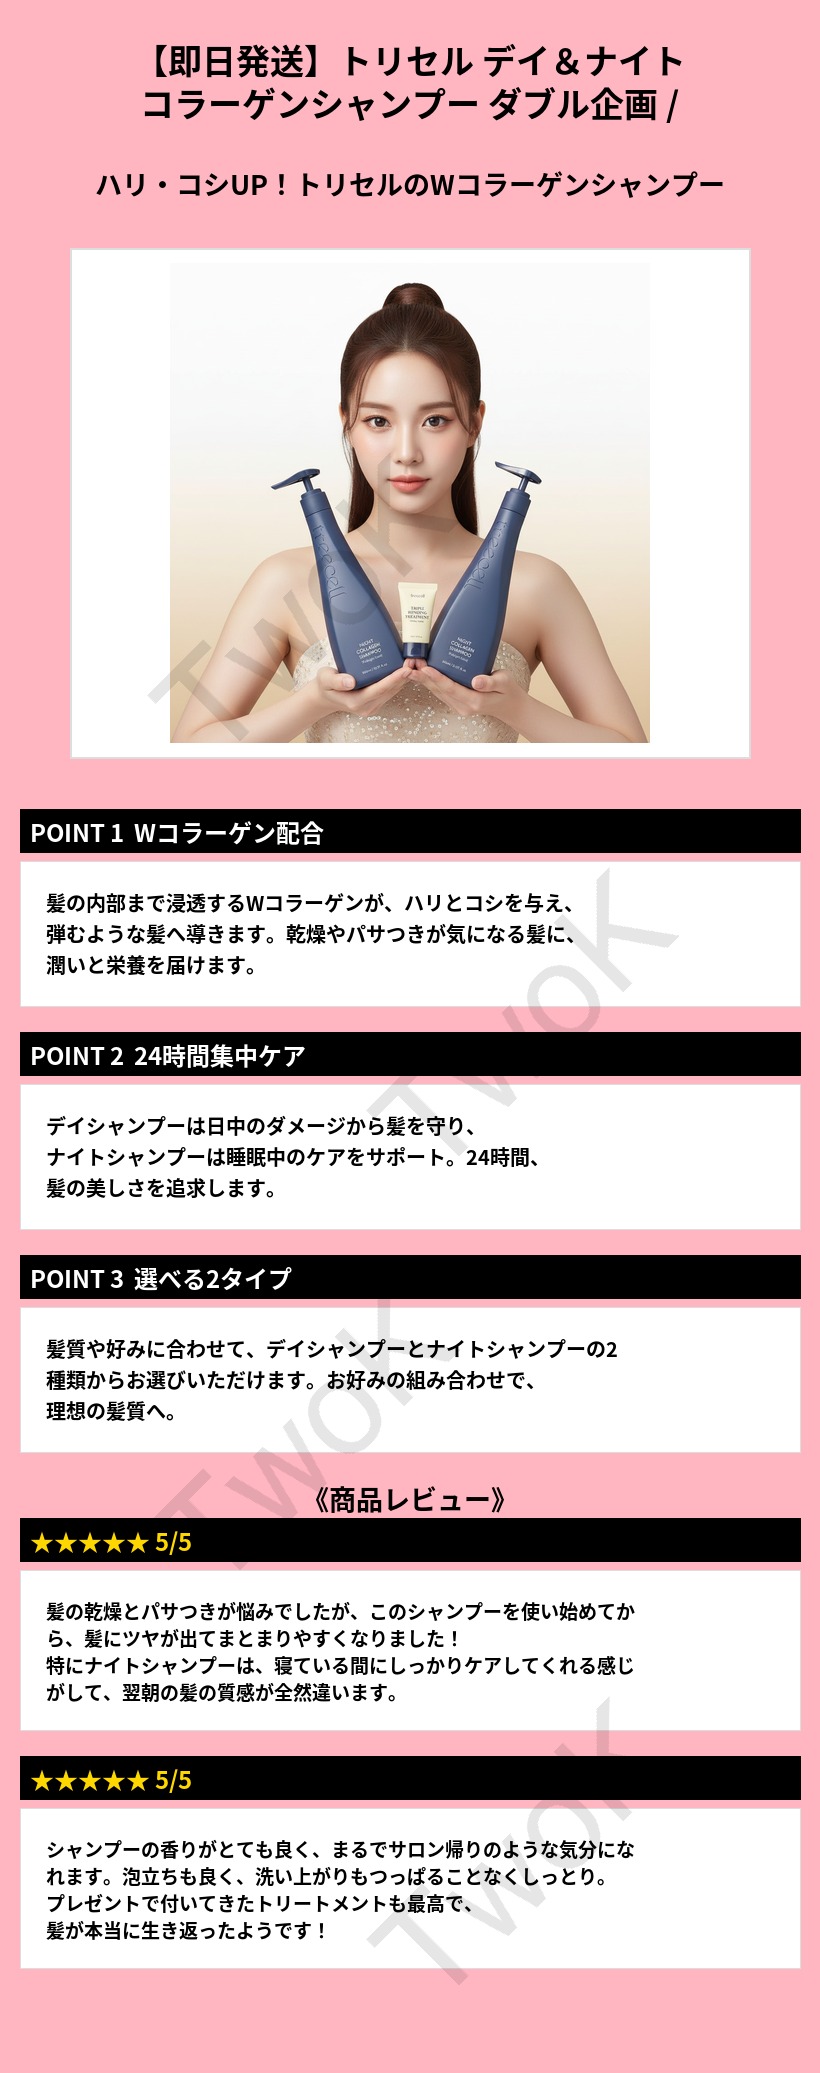 【即日発送】トリセル デイ＆ナイト
コラーゲンシャンプー ダブル企画 /
ハリ・コシUP！トリセルのWコラーゲンシャンプー
NIGHT
COLLAGEN
SHAMPOO
TRIPLE
BONDING
TREATMENT
NIGHT
COLLAGEN
SHAMPOO
TwoK
POINT 1 Wコラーゲン配合
髪の内部まで浸透するWコラーゲンが、ハリとコシを与え、
弾むような髪へ導きます。乾燥やパサつきが気になる髪に、
潤いと栄養を届けます。
TwoK
POINT 2 24時間集中ケア
デイシャンプーは日中のダメージから髪を守り、
ナイトシャンプーは睡眠中のケアをサポート。24時間、
髪の美しさを追求します。
POINT 3 選べる2タイプ
髪質や好みに合わせて、デイシャンプーとナイトシャンプーの2
種類からお選びいただけます。お好みの組み合わせで、
理想の髪質へ。
TwoK
《商品レビュー》
★★★★★ 5/5
髪の乾燥とパサつきが悩みでしたが、このシャンプーを使い始めてか
ら、髪にツヤが出てまとまりやすくなりました！
特にナイトシャンプーは、寝ている間にしっかりケアしてくれる感じ
がして、翌朝の髪の質感が全然違います。
★★★★★ 5/5
シャンプーの香りがとても良く、まるでサロン帰りのような気分にな
れます。泡立ちも良く、洗い上がりもつっぱることなくしっとり。
プレゼントで付いてきたトリートメントも最高で、
髪が本当に生き返ったようです！
TwoK